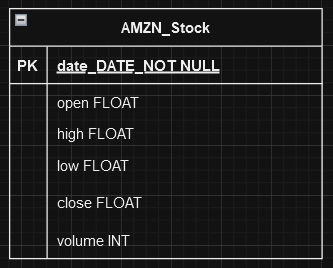 AMZN_Stock
PK date_DATE_NOT NULL
open FLOAT
high FLOAT
low FLOAT
close FLOAT
volume INT